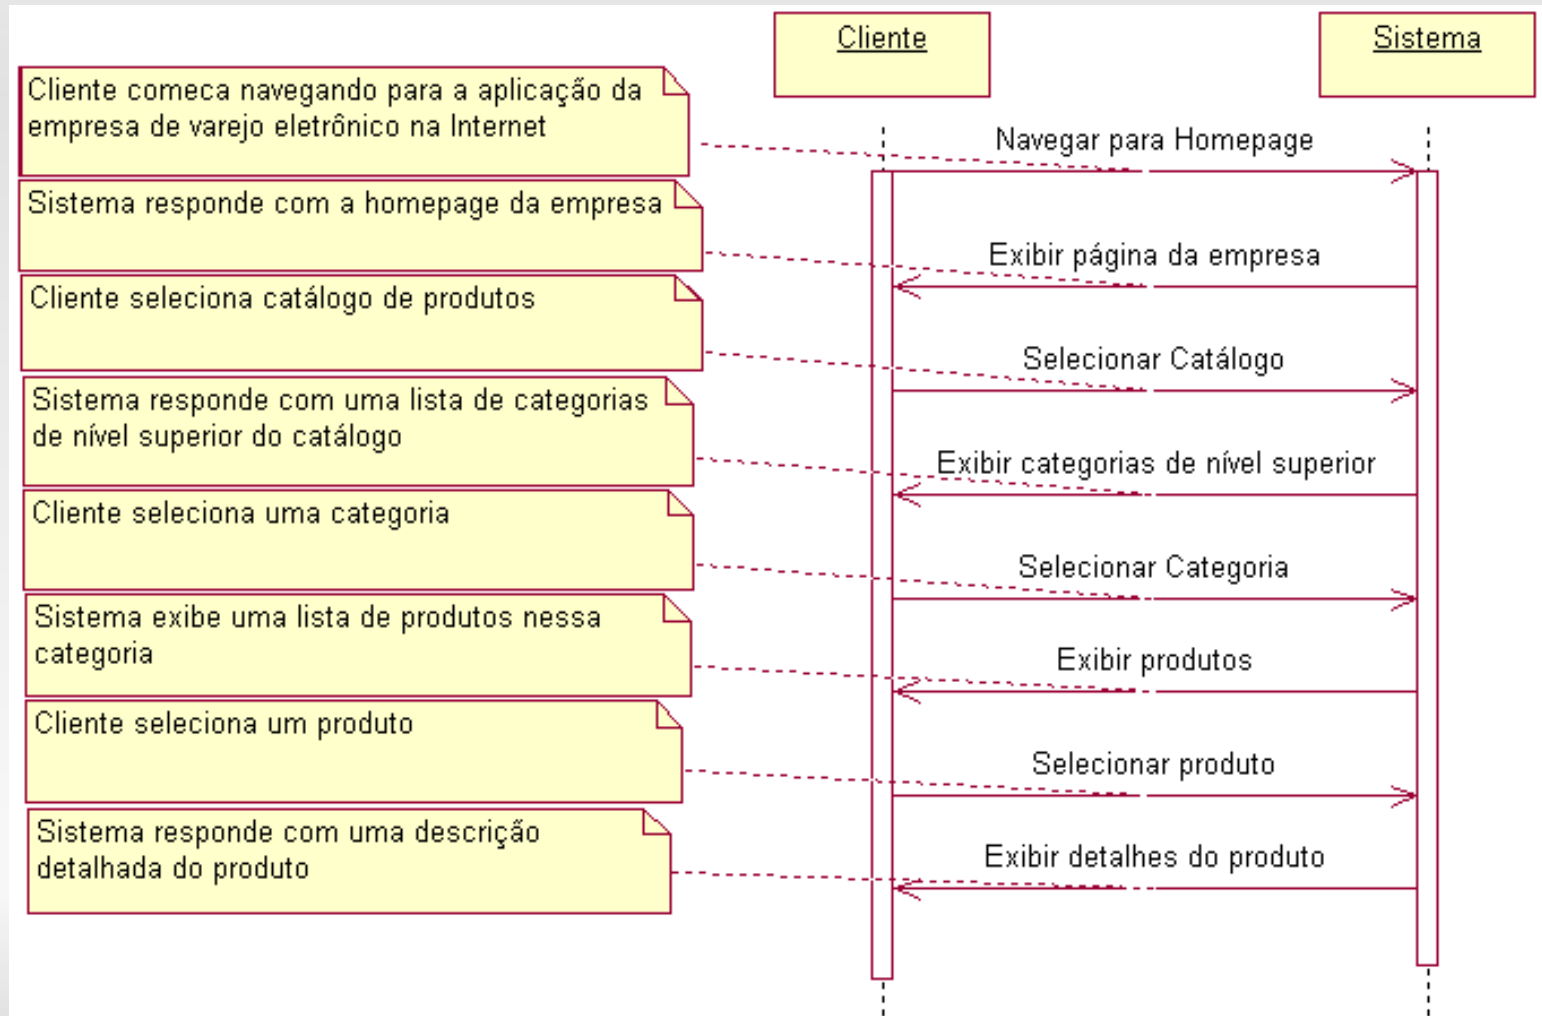 Cliente
Sistema
Cliente comeca navegando para a aplicação da
empresa de varejo eletrônico na Internet
Navegar para Homepage
Sistema responde com a homepage da empresa
Exibir página da empresa
Cliente seleciona catálogo de produtos
Selecionar Catálogo
Sistema responde com uma lista de categorias
de nível superior do catálogo
Exibir categorias de nível superior
Cliente seleciona uma categoria
Selecionar Categoria
Sistema exibe uma lista de produtos nessa
categoria
Exibir produtos
Cliente seleciona um produto
Selecionar produto
Sistema responde com uma descrição
detalhada do produto
Exibir detalhes do produto